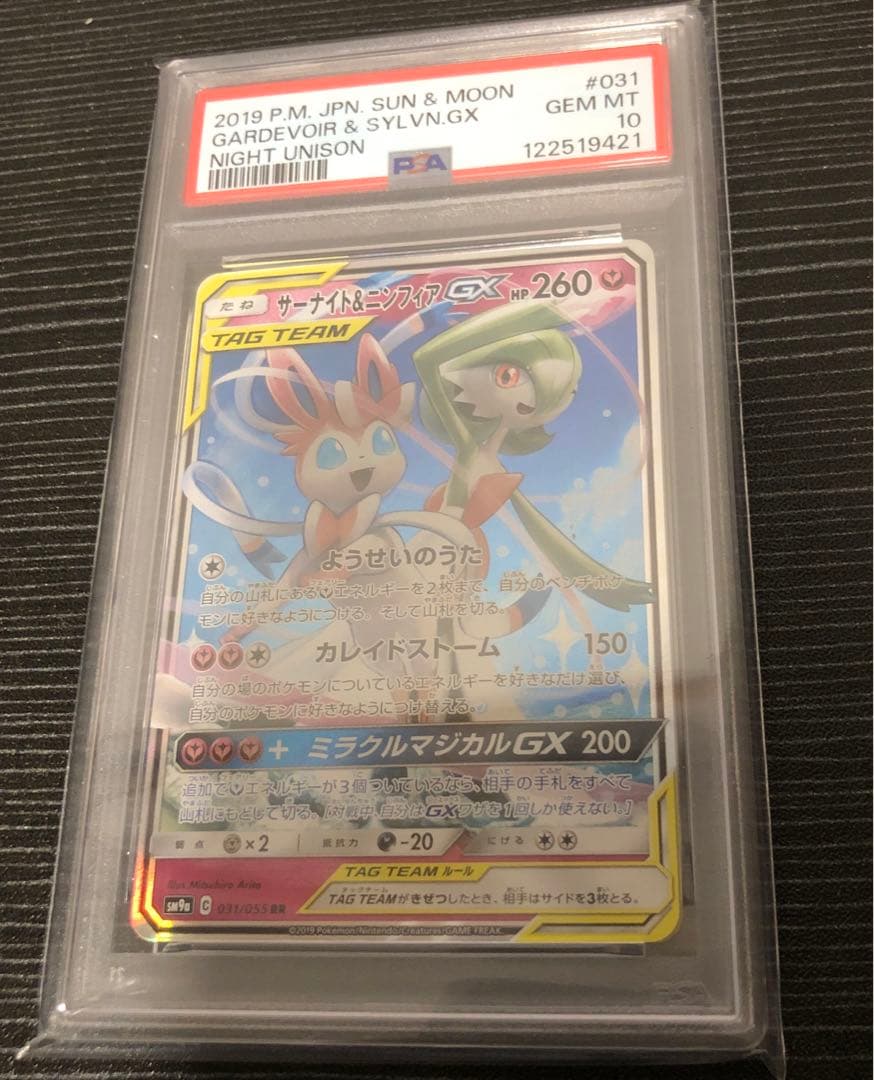 2019 P.M. JPN. SUN & MOON #031
GARDEVOIR & SYLVN.GX GEM MT
NIGHT UNISON 10
PSA 122519421
たね サーナイト&ニンフィアGX HP260
TAG TEAM
ようせいのうた
自分の山札にあるエネルギーを2枚まで、自分のベンチポケ
モンに好きなようにつける。そして山札を切る。
カレイドストーム 150
自分の場のポケモンについているエネルギーを好きなだけ選び、
自分のポケモンに好きなようにつけ替える。
+ ミラクルマジカルGX 200
追加でエネルギーが3個ついているなら、相手の手札をすべて
山札にもどして切る。[対戦中、自分はGXワザを1回しか使えない。]
弱点 ×2 抵抗力 -20 にげる
TAG TEAM ルール
Illus. Mitsuhiro Arita
TAG TEAMがきぜつしたとき、相手はサイドを3枚とる。
SM9a C 031/055 RR
©2019 Pokémon/Nintendo/Creatures/GAME FREAK.